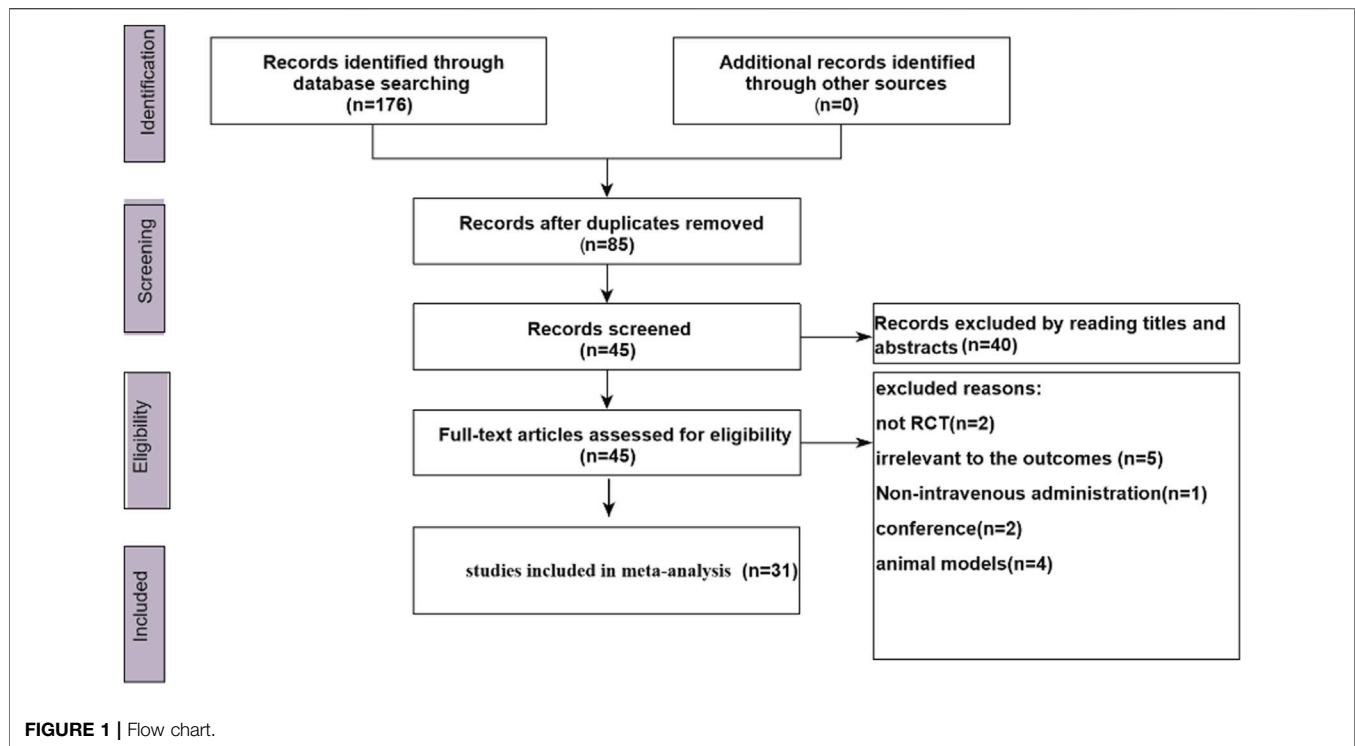 Identification
Records identified through
database searching
(n=176)
Additional records identified
through other sources
(n=0)
Screening
Records after duplicates removed
(n=85)
Records screened
(n=45)
Records excluded by reading titles and
abstracts (n=40)
Eligibility
Full-text articles assessed for eligibility
(n=45)
excluded reasons:
not RCT(n=2)
irrelevant to the outcomes (n=5)
Non-intravenous administration(n=1)
conference(n=2)
animal models(n=4)
Included
studies included in meta-analysis (n=31)
FIGURE 1 | Flow chart.